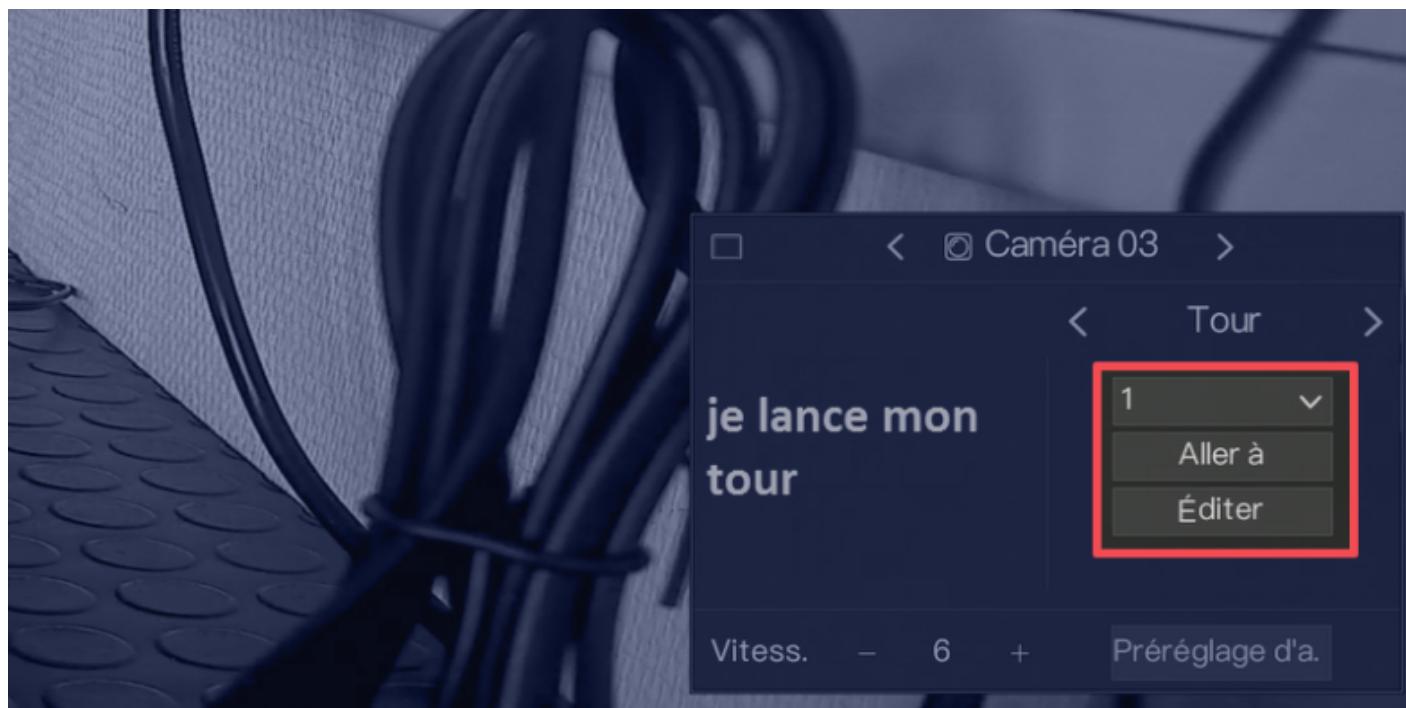 Caméra 03
Tour
je lance mon
tour
1
Aller à
Éditer
Vitess. – 6 +
Préréglage d'a.